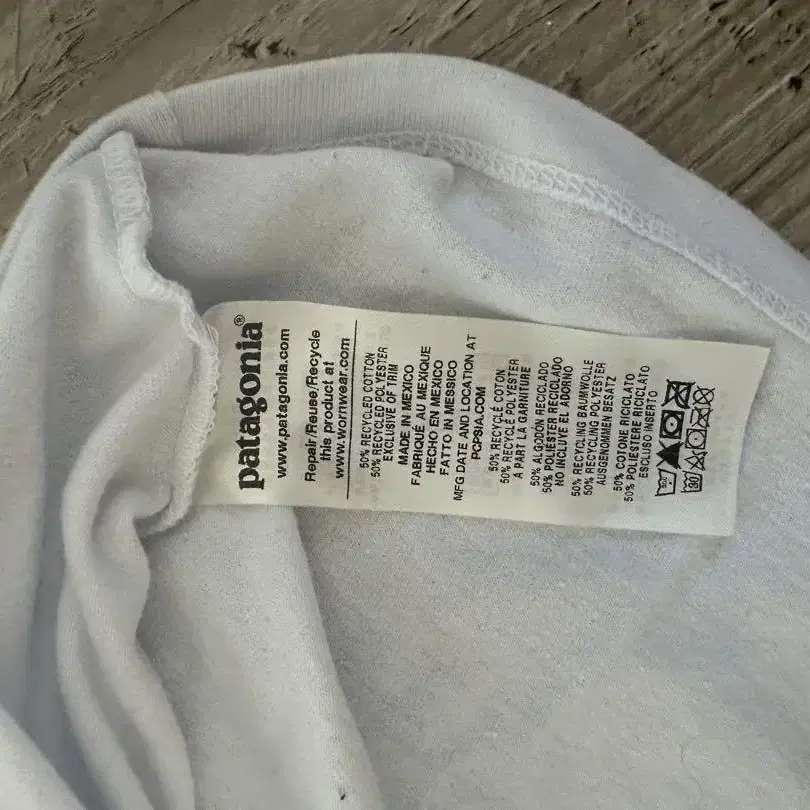 patagonia®
www.patagonia.com
Repair/Reuse/Recycle
this product at
www.wornwear.com
50% RECYCLED COTTON
50% RECYCLED POLYESTER
EXCLUSIVE OF TRIM
MADE IN MEXICO
FABRIQUÉ AU MEXIQUE
HECHO EN MEXICO
FATTO IN MESSICO
MFG DATE AND LOCATION AT
PCPSIA.COM
50% RECYCLÉ COTON
50% RECYCLÉ POLYESTER
A PART LA GARNITURE
50% ALGODÓN RECICLADO
50% POLIESTER RECICLADO
NO INCLUYE EL ADORNO
50% RECYCLING BAUMWOLLE
50% RECYCLING POLYESTER
AUSGENOMMEN BESATZ
50% COTONE RICICLATO
50% POLIESTERE RICICLATO
ESCLUSO INSERTO
30